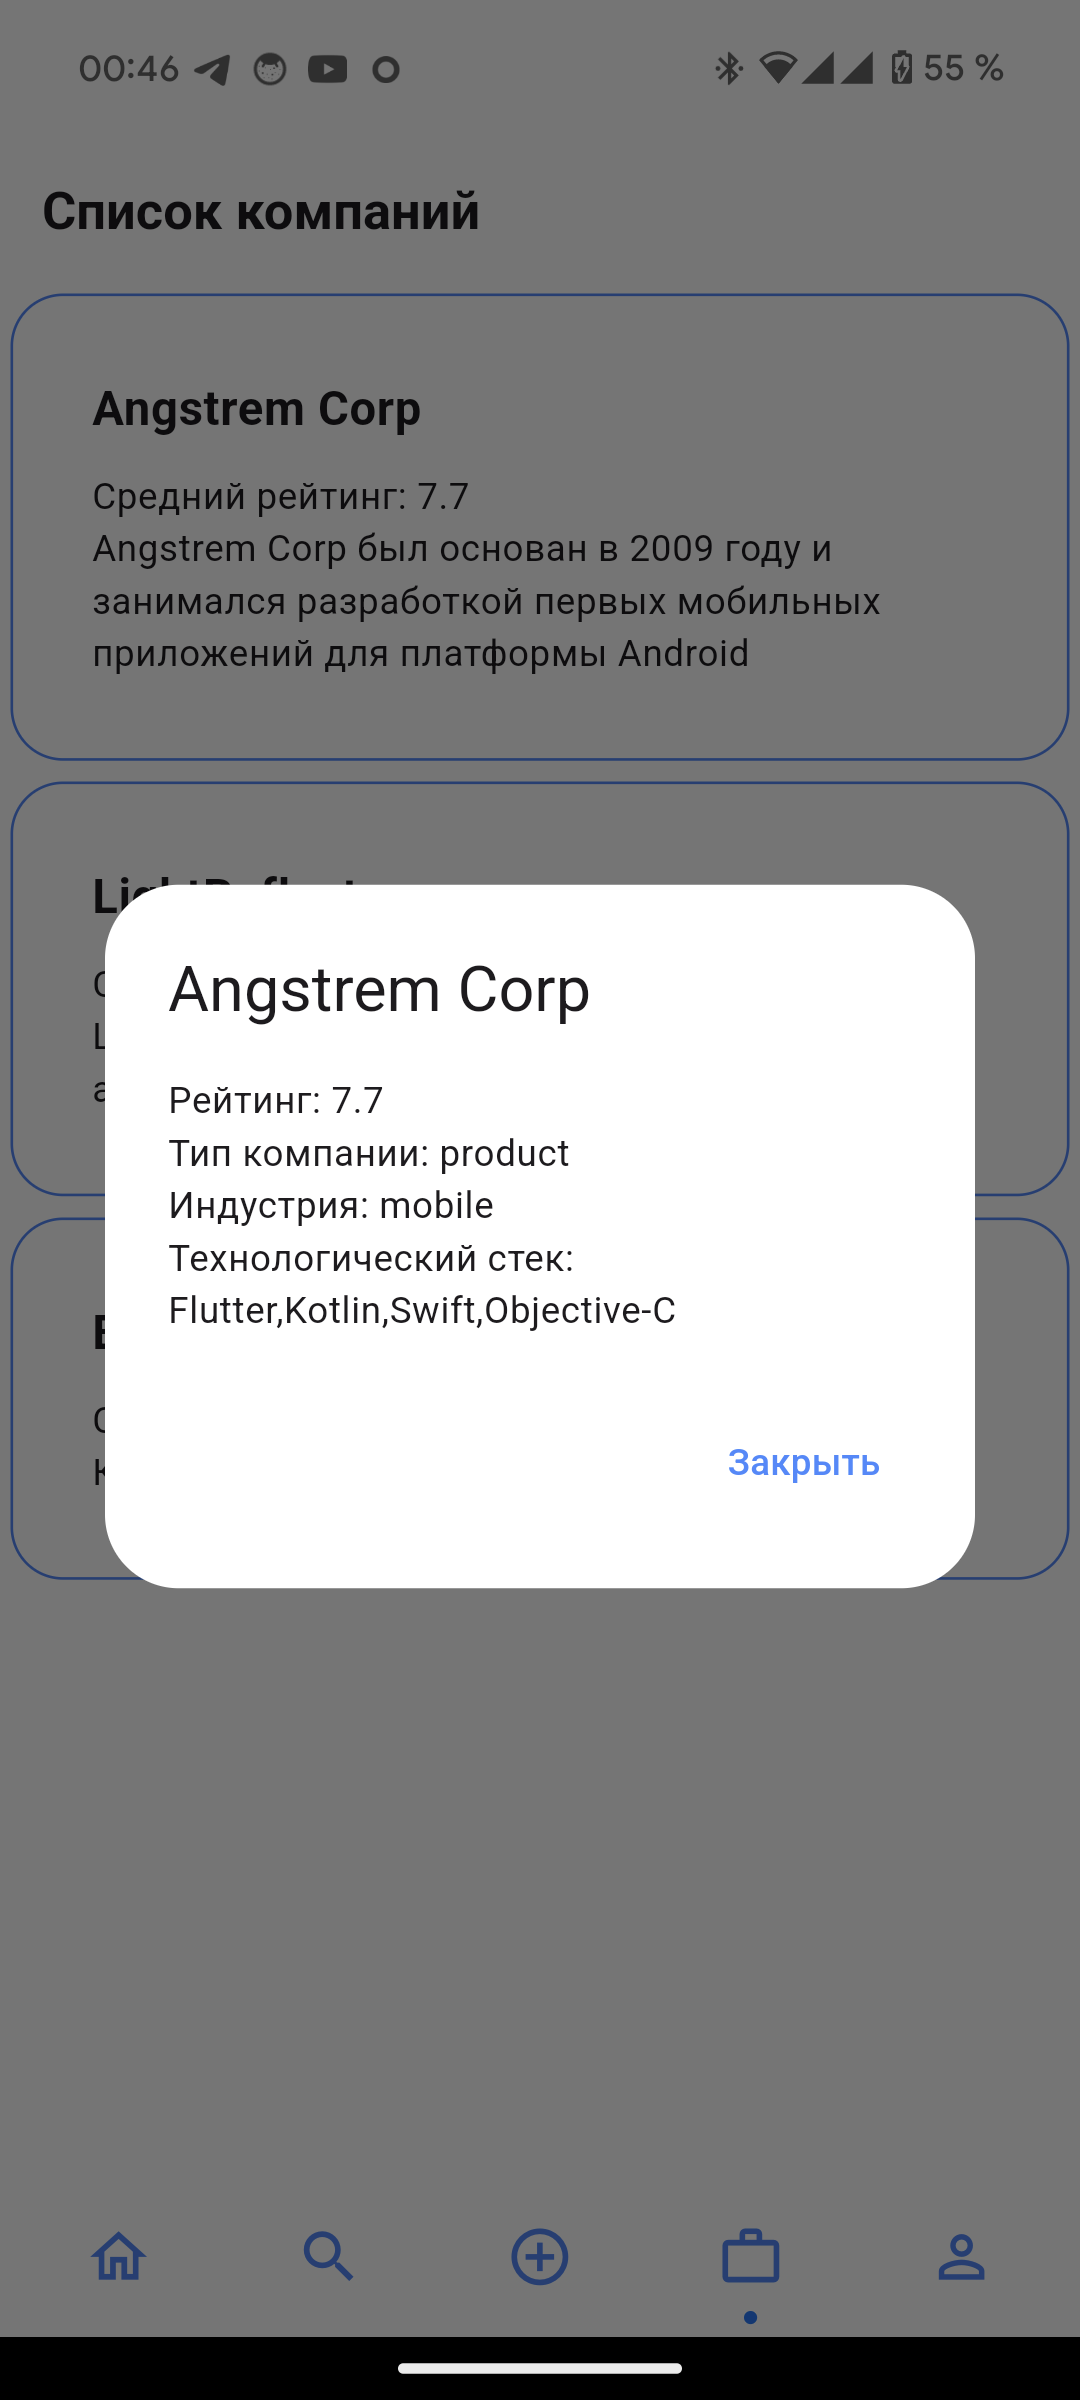 00:46
55 %
Список компаний
Angstrem Corp
Средний рейтинг: 7.7
Angstrem Corp был основан в 2009 году и
занимался разработкой первых мобильных
приложений для платформы Android
Angstrem Corp
Рейтинг: 7.7
Тип компании: product
Индустрия: mobile
Технологический стек:
Flutter,Kotlin,Swift,Objective-C
Закрыть